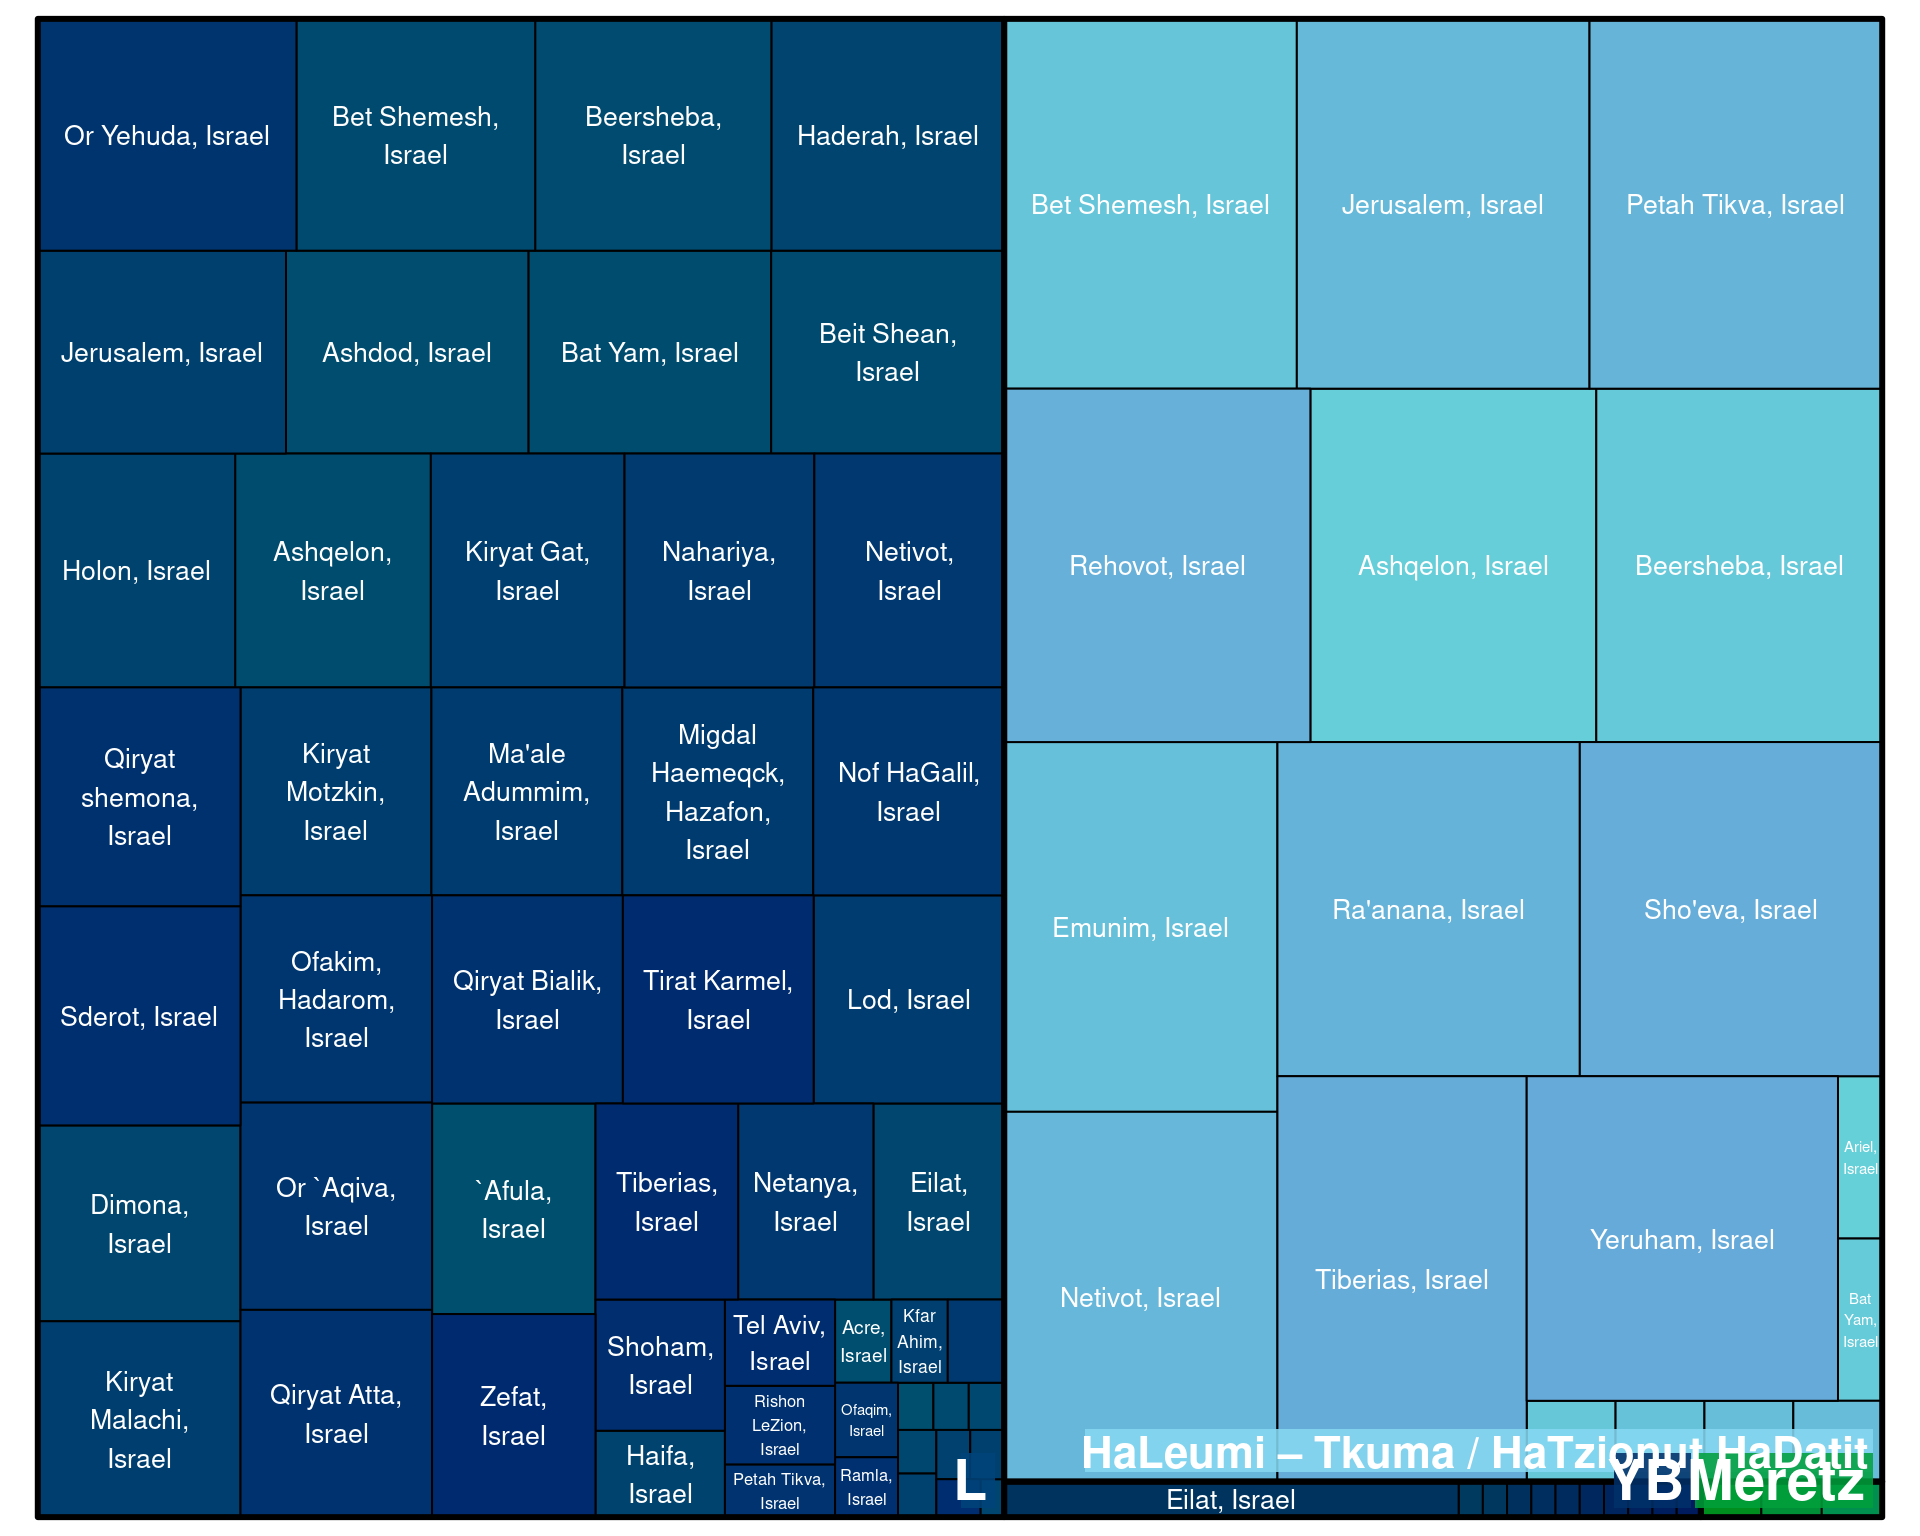 Or Yehuda, Israel
Bet Shemesh,
Israel
Beersheba,
Israel
Haderah, Israel
Jerusalem, Israel
Ashdod, Israel
Bat Yam, Israel
Beit Shean,
Israel
Holon, Israel
Ashqelon,
Israel
Kiryat Gat,
Israel
Nahariya,
Israel
Netivot,
Israel
Qiryat
shemona,
Israel
Kiryat
Motzkin,
Israel
Ma'ale
Adummim,
Israel
Migdal
Haemeqck,
Hazafon,
Israel
Nof HaGalil,
Israel
Sderot, Israel
Ofakim,
Hadarom,
Israel
Qiryat Bialik,
Israel
Tirat Karmel,
Israel
Lod, Israel
Dimona,
Israel
Or `Aqiva,
Israel
`Afula,
Israel
Tiberias,
Israel
Netanya,
Israel
Eilat,
Israel
Kiryat
Malachi,
Israel
Qiryat Atta,
Israel
Zefat,
Israel
Shoham,
Israel
Haifa,
Israel
Tel Aviv,
Israel
Rishon
LeZion,
Israel
Petah Tikva,
Israel
Acre,
Israel
Kfar
Ahim,
Israel
Ofaqim,
Israel
Ramla,
Israel
L
Bet Shemesh, Israel
Jerusalem, Israel
Petah Tikva, Israel
Rehovot, Israel
Ashqelon, Israel
Beersheba, Israel
Emunim, Israel
Ra'anana, Israel
Sho'eva, Israel
Netivot, Israel
Tiberias, Israel
Yeruham, Israel
Ariel,
Israel
Bat
Yam,
Israel
HaLeumi – Tkuma / HaTzionut HaDatit
Eilat, Israel
YB
Meretz